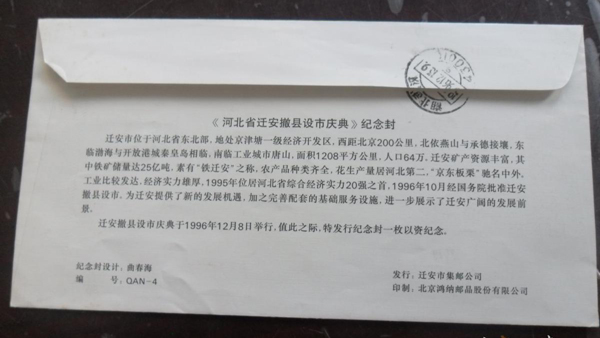 《河北省迁安撤县设市庆典》纪念封
迁安市位于河北省东北部，地处京津塘一级经济开发区，西距北京200公里，北依燕山与承德接壤，东
临渤海与开放港城秦皇岛相临，南临工业城市唐山，面积1208平方公里，人口64万。迁安矿产资源丰富，其
中铁矿储量达25亿吨，素有“铁迁安”之称，农产品种类齐全，花生产量居河北第二，“京东板栗”驰名中外，
工业比较发达，经济实力雄厚，1995年位居河北省综合经济实力20强之首，1996年10月经国务院批准迁安
撤县设市，为迁安提供了新的发展机遇，加之完善配套的基础服务设施，进一步展示了迁安广阔的发展前
景。
迁安撤县设市庆典于1996年12月8日举行，值此之际，特发行纪念封一枚以资纪念。
纪念封设计：曲春海
编 号：QAN-4
发行：迁安市集邮公司
印制：北京鸿纳邮品股份有限公司